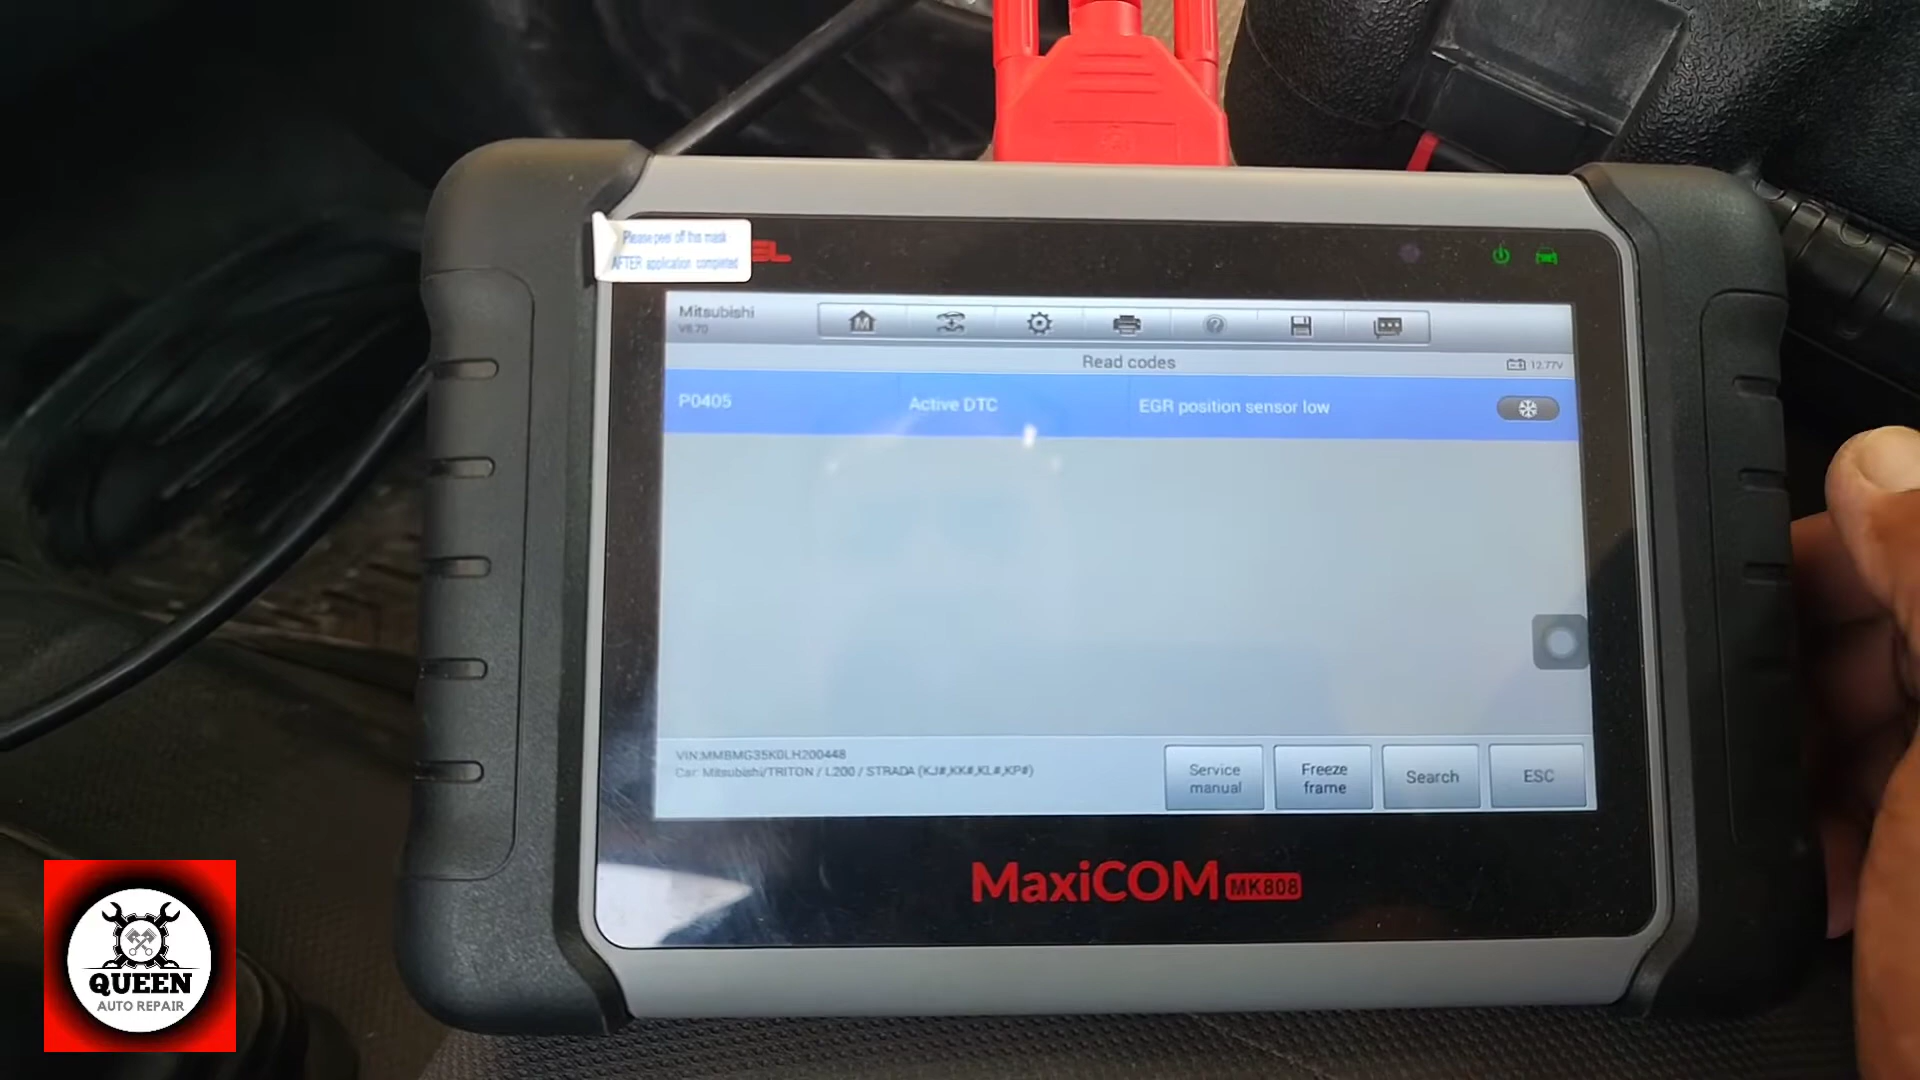 Please peel off this mask
AFTER application completed
EL
Mitsubishi
V8.70
Read codes
12.77V
P0405
Active DTC
EGR position sensor low
VIN:MMBMG35K0LH200448
Car: Mitsubishi/TRITON / L200 / STRADA (KJ#,KK#,KL#,KP#)
Service
manual
Freeze
frame
Search
ESC
MaxiCOM MK808
QUEEN
AUTO REPAIR